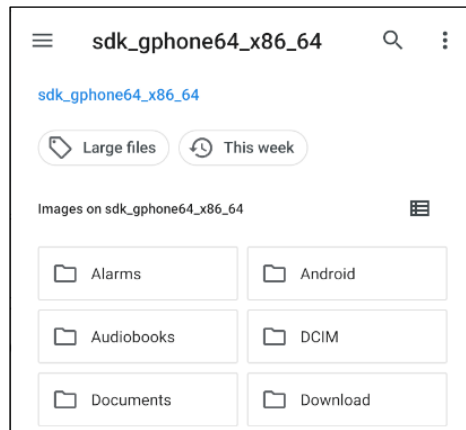 sdk_gphone64_x86_64
sdk_gphone64_x86_64
Large files This week
Images on sdk_gphone64_x86_64
Alarms Android
Audiobooks DCIM
Documents Download